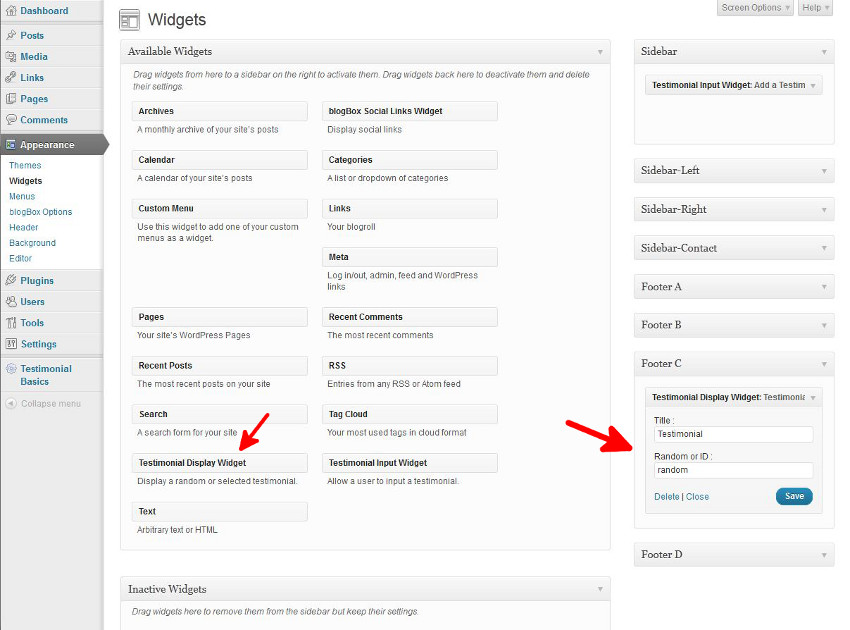 Screen Options
Help
Dashboard
Posts
Media
Links
Pages
Comments
Appearance
Themes
Widgets
Menus
blogBox Options
Header
Background
Editor
Plugins
Users
Tools
Settings
Testimonial
Basics
Collapse menu
Widgets
Available Widgets
Drag widgets from here to a sidebar on the right to activate them. Drag widgets back here to deactivate them and delete
their settings.
Archives
A monthly archive of your site's posts
blogBox Social Links Widget
Display social links
Calendar
A calendar of your site's posts
Categories
A list or dropdown of categories
Custom Menu
Use this widget to add one of your custom
menus as a widget.
Links
Your blogroll
Meta
Log in/out, admin, feed and WordPress
links
Pages
Your site's WordPress Pages
Recent Comments
The most recent comments
Recent Posts
The most recent posts on your site
RSS
Entries from any RSS or Atom feed
Search
A search form for your site
Tag Cloud
Your most used tags in cloud format
Testimonial Display Widget
Display a random or selected testimonial.
Testimonial Input Widget
Allow a user to input a testimonial.
Text
Arbitrary text or HTML
Inactive Widgets
Drag widgets here to remove them from the sidebar but keep their settings.
Sidebar
Testimonial Input Widget: Add a Testim
Sidebar-Left
Sidebar-Right
Sidebar-Contact
Footer A
Footer B
Footer C
Testimonial Display Widget: Testimonia
Title :
Testimonial
Random or ID :
random
Delete | Close
Save
Footer D